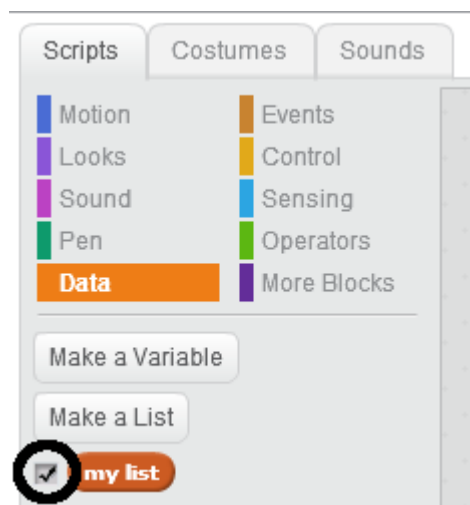 Scripts Costumes Sounds
Motion Events
Looks Control
Sound Sensing
Pen Operators
Data More Blocks
Make a Variable
Make a List
my list